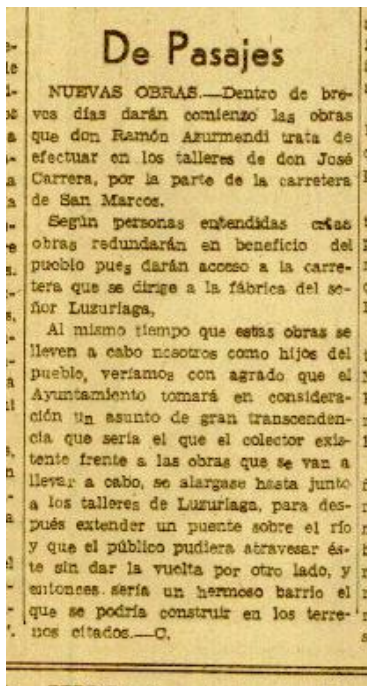 De Pasajes
NUEVAS OBRAS.—Dentro de bre-
ves días darán comienzo las obras
que don Ramón Azurmendi trata de
efectuar en los talleres de don José
Carrera, por la parte de la carretera
de San Marcos.
Según personas entendidas estas
obras redundarán en beneficio del
pueblo pues darán acceso a la carre-
tera que se dirige a la fábrica del se-
ñor Luzuriaga,
Al mismo tiempo que estas obras se
lleven a cabo nosotros como hijos del
pueblo, veríamos con agrado que el
Ayuntamiento tomará en considera-
ción un asunto de gran transcenden-
cia que sería el que el colector exis-
tente frente a las obras que se van a
llevar a cabo, se alargase hasta junto
a los talleres de Luzuriaga, para des-
pués extender un puente sobre el río
y que el público pudiera atravesar és-
te sin dar la vuelta por otro lado, y
entonces sería un hermoso barrio el
que se podría construir en los terre-
nos citados.—C.